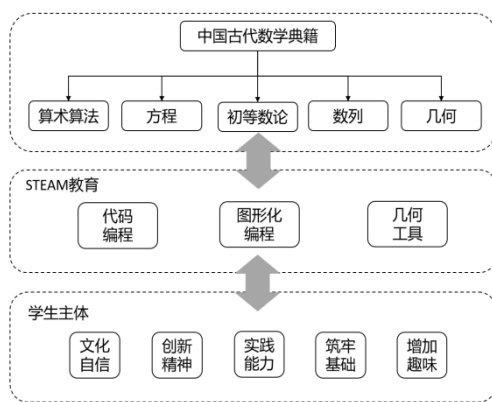 中国古代数学典籍
算术算法
方程
初等数论
数列
几何
STEAM教育
代码
编程
图形化
编程
几何
工具
学生主体
文化
自信
创新
精神
实践
能力
筑牢
基础
增加
趣味